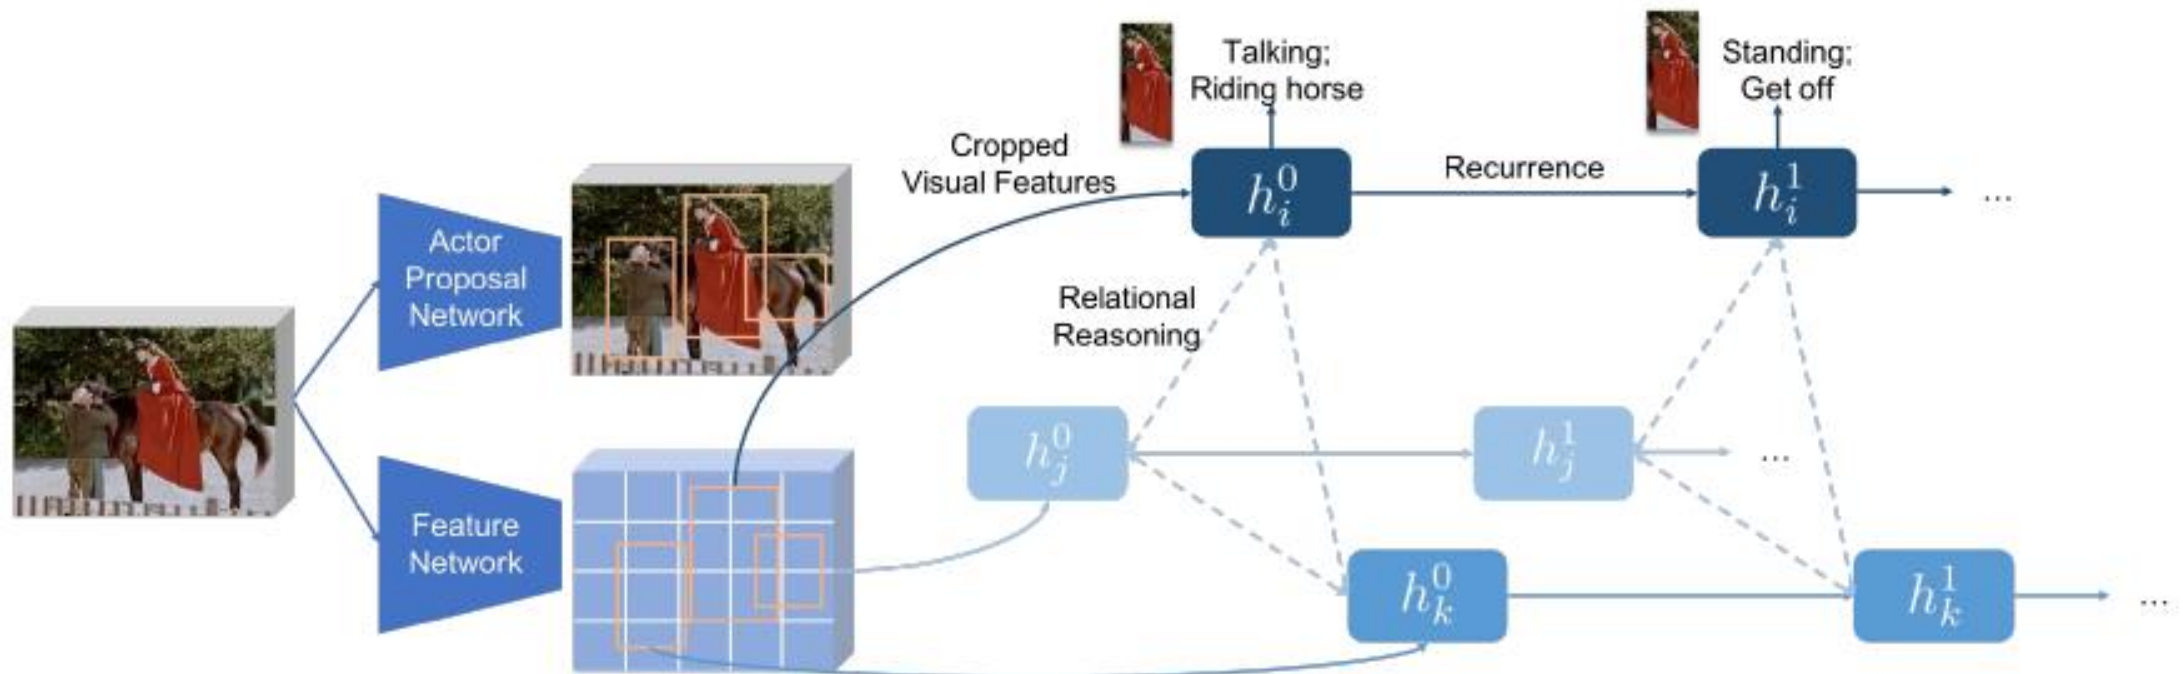 Actor
Proposal
Network
Feature
Network
Cropped
Visual Features
Talking;
Riding horse
Recurrence
Standing;
Get off
h_i^0
h_i^1
...
Relational
Reasoning
h_j^0
h_j^1
...
h_k^0
h_k^1
...